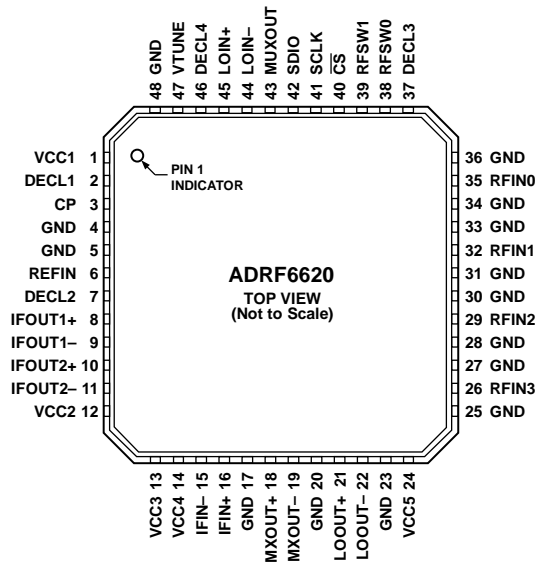 48 GND
47 VTUNE
46 DECL4
45 LOIN+
44 LOIN–
43 MUXOUT
42 SDIO
41 SCLK
40 CS
39 RFSW1
38 RFSW0
37 DECL3
VCC1 1
DECL1 2
CP 3
GND 4
GND 5
REFIN 6
DECL2 7
IFOUT1+ 8
IFOUT1– 9
IFOUT2+ 10
IFOUT2– 11
VCC2 12
PIN 1
INDICATOR
ADRF6620
TOP VIEW
(Not to Scale)
36 GND
35 RFIN0
34 GND
33 GND
32 RFIN1
31 GND
30 GND
29 RFIN2
28 GND
27 GND
26 RFIN3
25 GND
VCC3 13
VCC4 14
IFIN– 15
IFIN+ 16
GND 17
MXOUT+ 18
MXOUT– 19
GND 20
LOOUT+ 21
LOOUT– 22
GND 23
VCC5 24